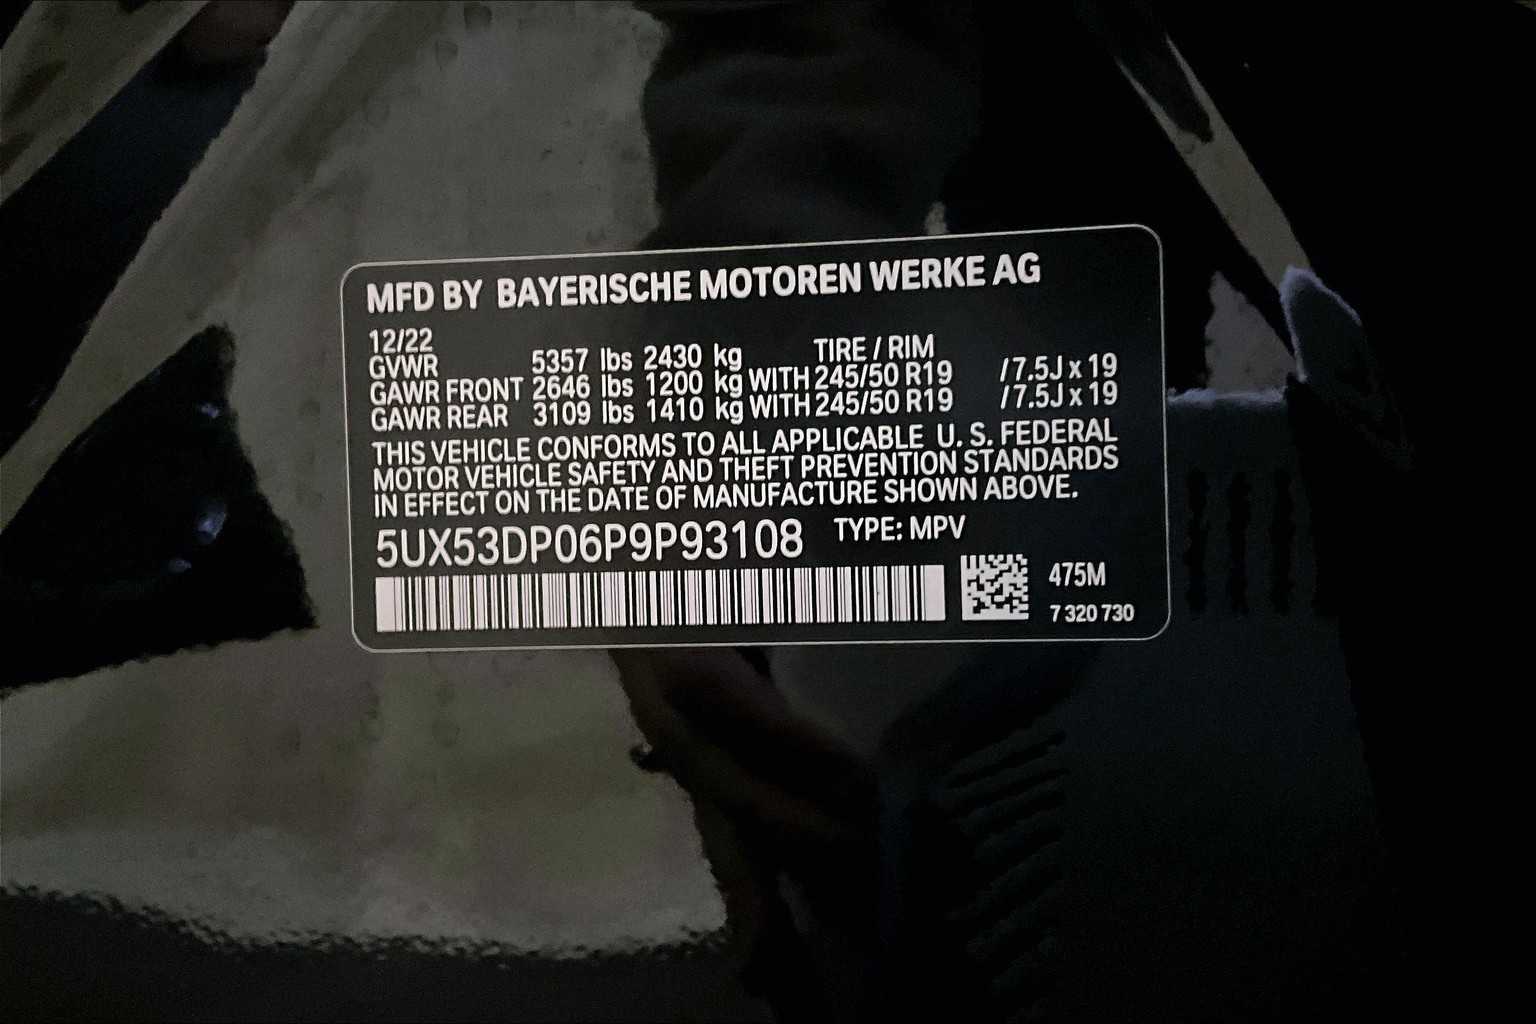 MFD BY BAYERISCHE MOTOREN WERKE AG
12/22
GVWR 5357 lbs 2430 kg TIRE / RIM
GAWR FRONT 2646 lbs 1200 kg WITH 245/50 R19 / 7.5J x 19
GAWR REAR 3109 lbs 1410 kg WITH 245/50 R19 / 7.5J x 19
THIS VEHICLE CONFORMS TO ALL APPLICABLE U. S. FEDERAL
MOTOR VEHICLE SAFETY AND THEFT PREVENTION STANDARDS
IN EFFECT ON THE DATE OF MANUFACTURE SHOWN ABOVE.
5UX53DP06P9P93108 TYPE: MPV
475M
7 320 730